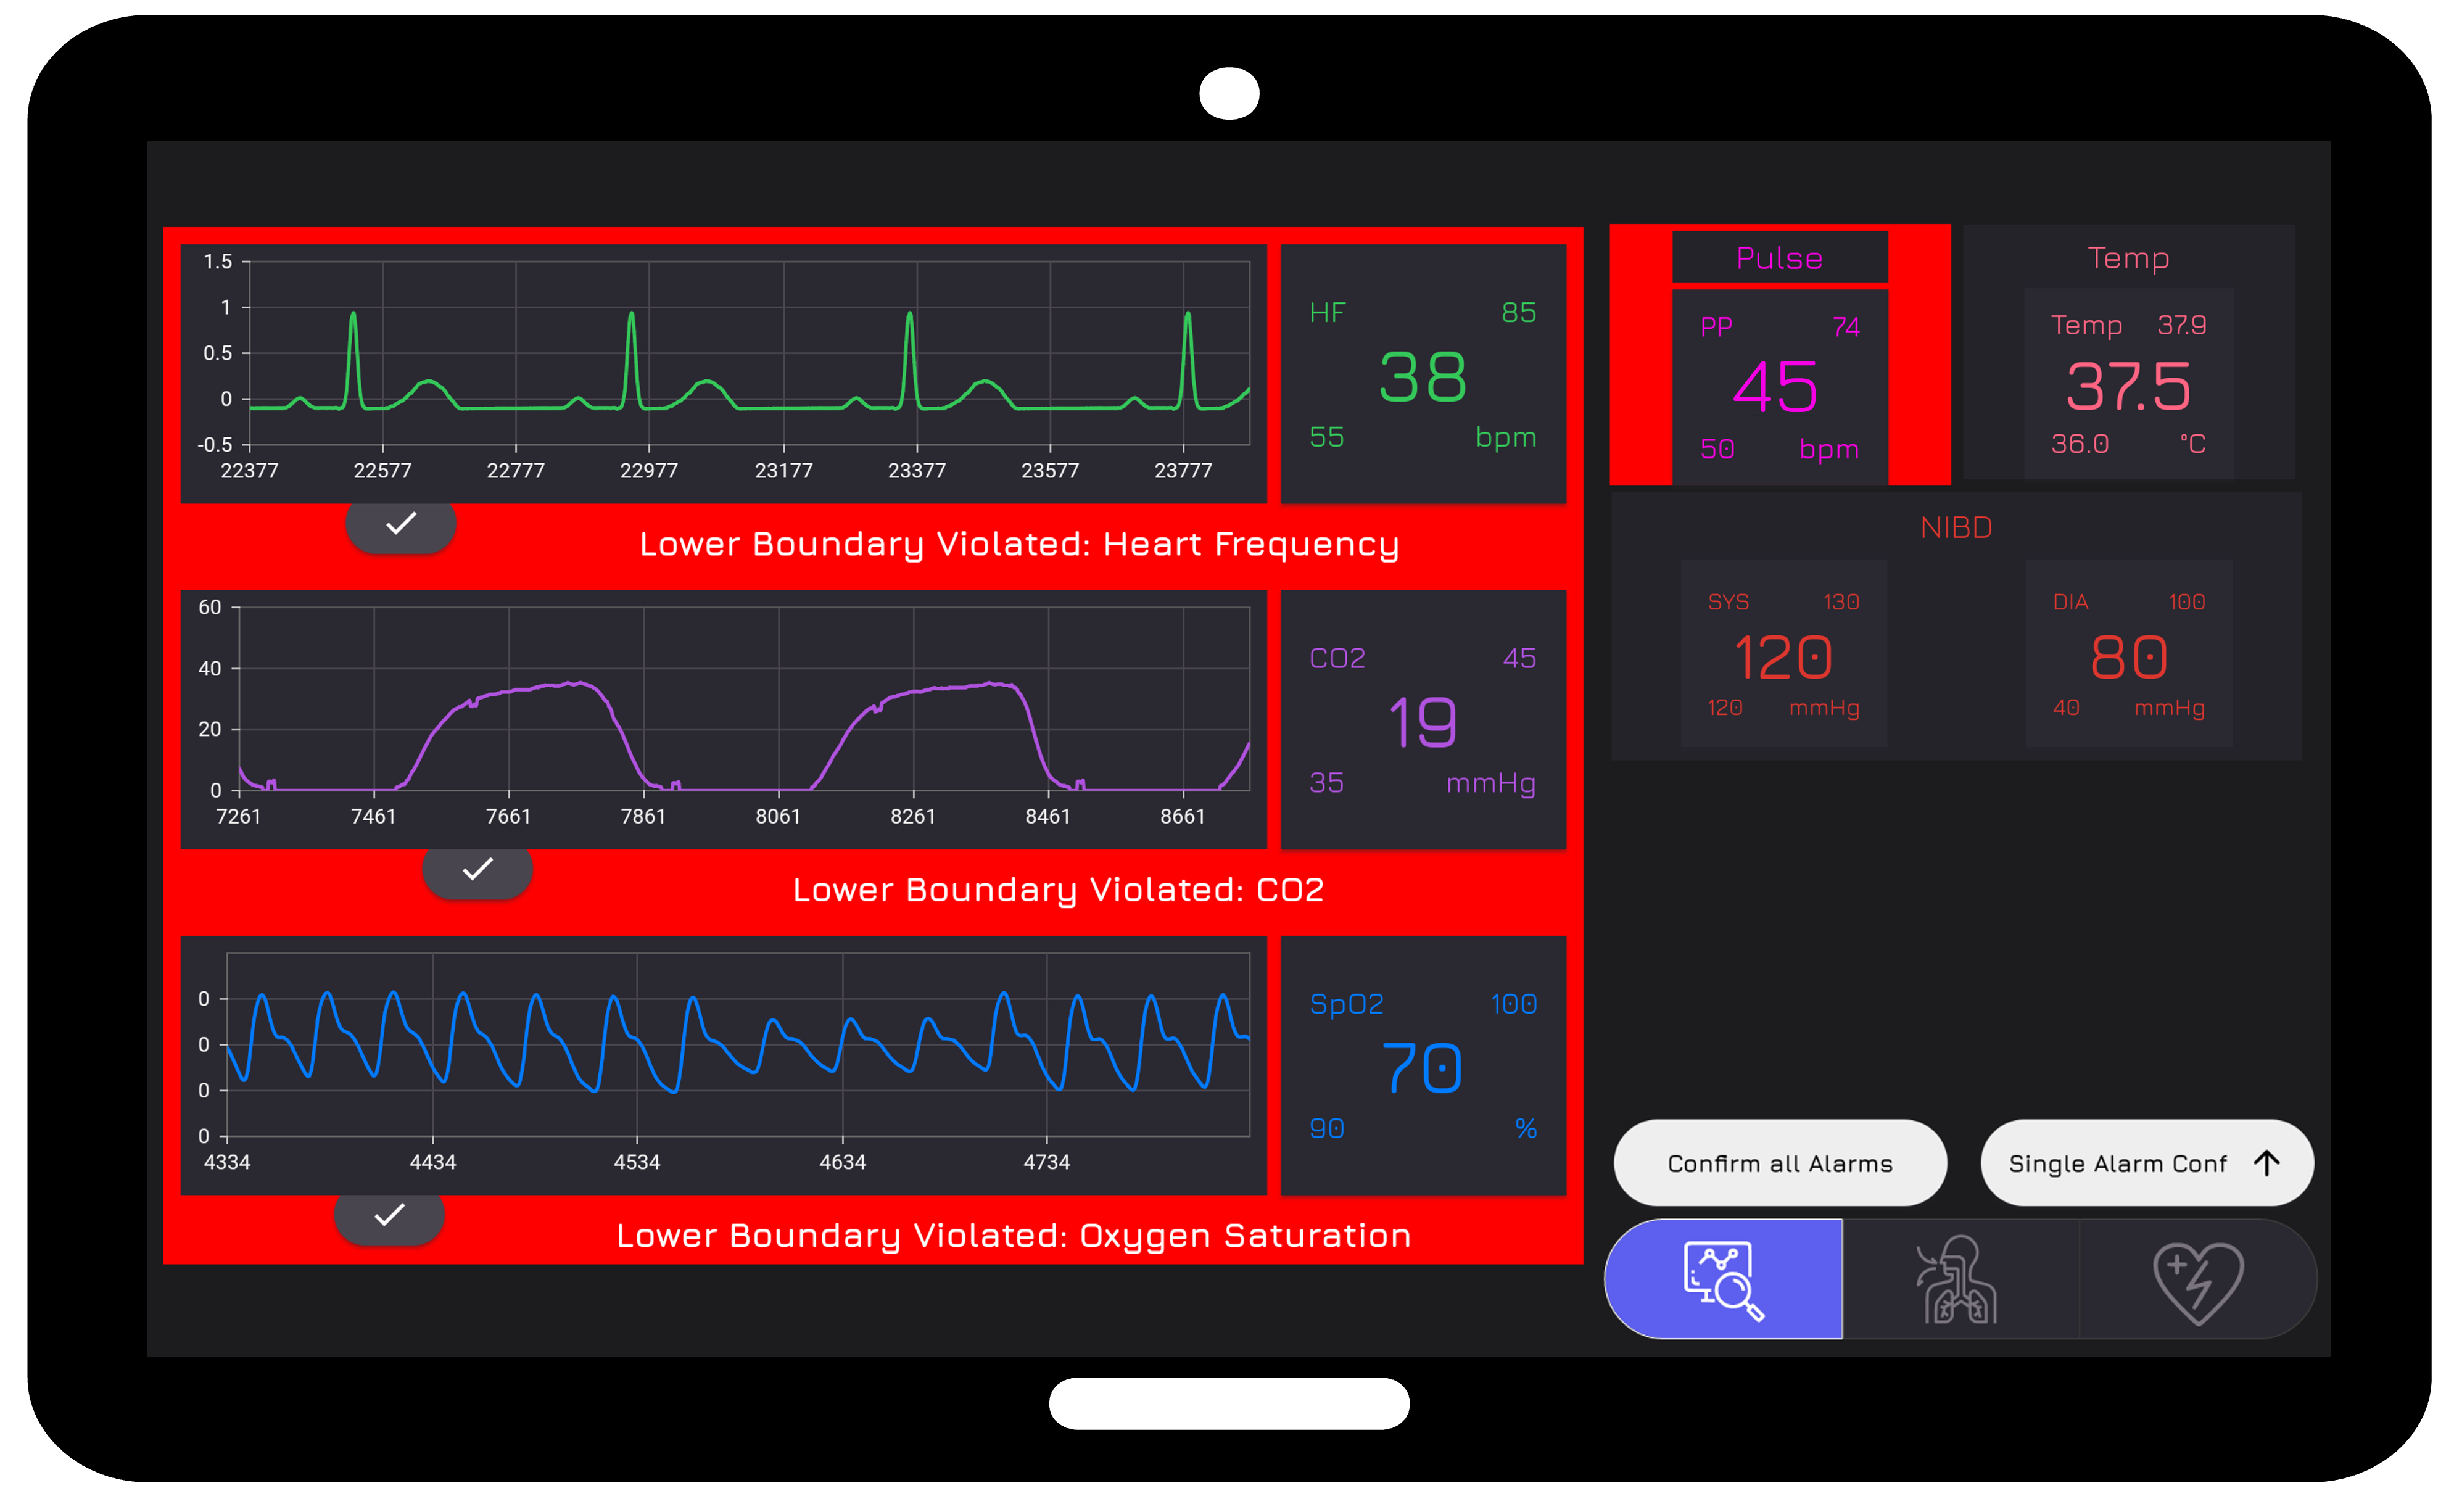 1.5
1
0.5
0
-0.5
22377 22577 22777 22977 23177 23377 23577 23777
HF 85
38
55 bpm
Lower Boundary Violated: Heart Frequency
60
40
20
0
7261 7461 7661 7861 8061 8261 8461 8661
CO2 45
19
35 mmHg
Lower Boundary Violated: CO2
0
0
0
0
4334 4434 4534 4634 4734
SpO2 100
70
90 %
Lower Boundary Violated: Oxygen Saturation
Pulse
PP 74
45
50 bpm
Temp
Temp 37.9
37.5
36.0 °C
NIBD
SYS 130
120
120 mmHg
DIA 100
80
40 mmHg
Confirm all Alarms
Single Alarm Conf